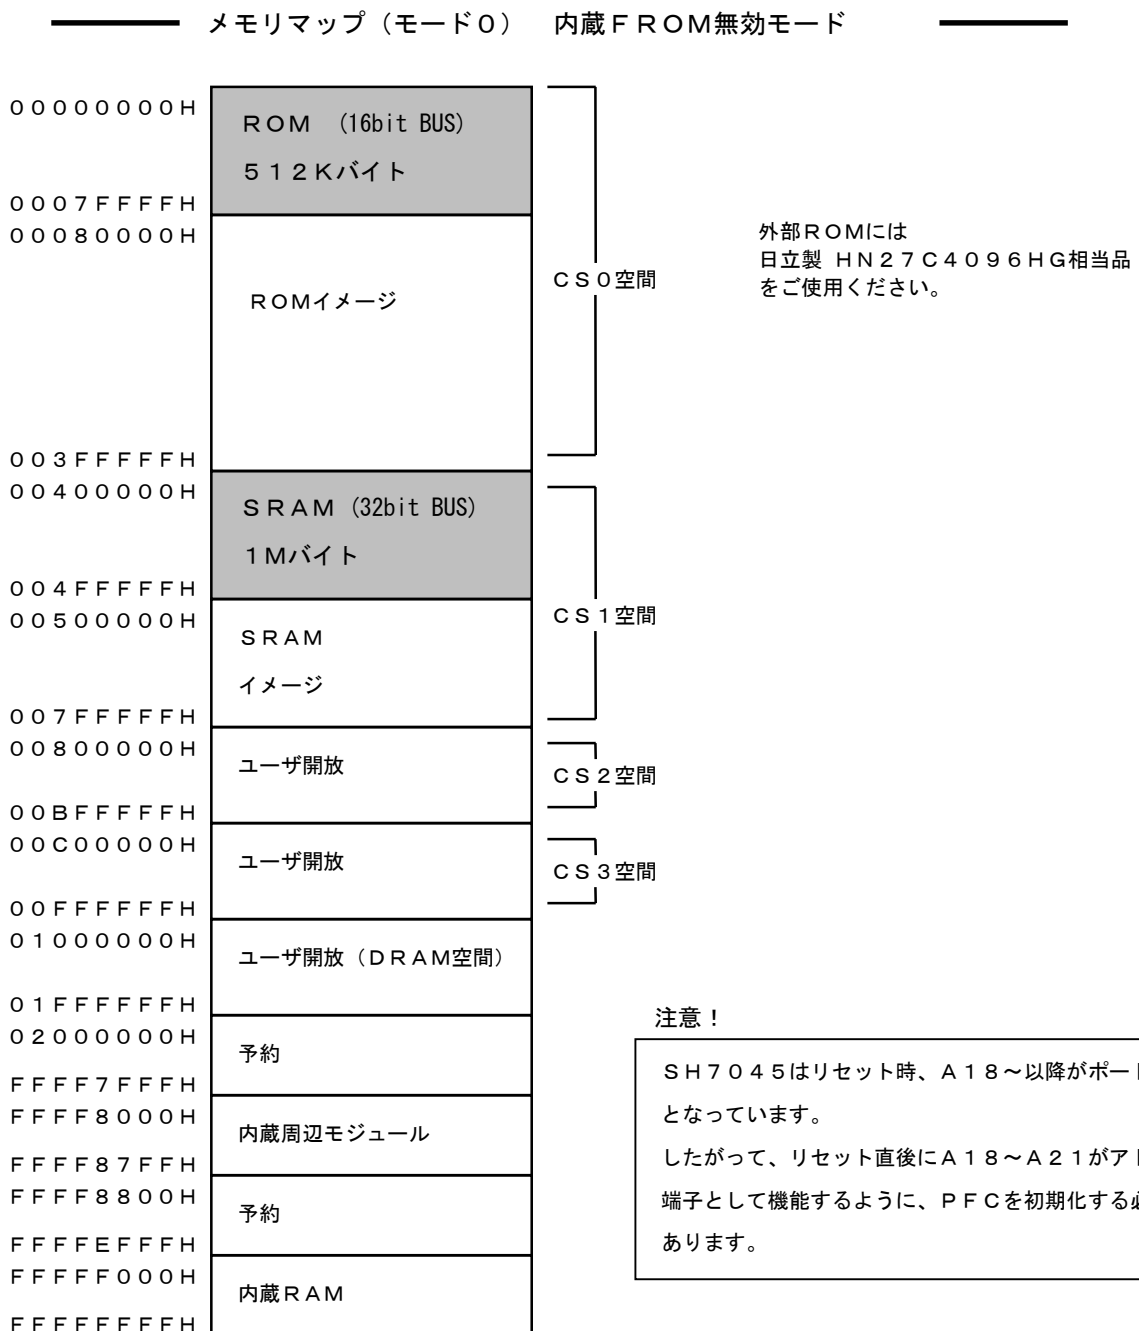 メモリマップ（モード０）　内蔵ＦＲＯＭ無効モード
００００００００Ｈ
ＲＯＭ　(16bit BUS)
５１２Ｋバイト
０００７ＦＦＦＦＨ
０００８００００Ｈ
ＲＯＭイメージ
ＣＳ０空間
外部ＲＯＭには
日立製 ＨＮ２７Ｃ４０９６ＨＧ相当品
をご使用ください。
００３ＦＦＦＦＦＨ
００４０００００Ｈ
ＳＲＡＭ (32bit BUS)
１Ｍバイト
００４ＦＦＦＦＦＨ
００５０００００Ｈ
ＳＲＡＭ
イメージ
ＣＳ１空間
００７ＦＦＦＦＦＨ
００８０００００Ｈ
ユーザ開放
ＣＳ２空間
００ＢＦＦＦＦＦＨ
００Ｃ０００００Ｈ
ユーザ開放
ＣＳ３空間
００ＦＦＦＦＦＦＨ
０１００００００Ｈ
ユーザ開放（ＤＲＡＭ空間）
０１ＦＦＦＦＦＦＨ
０２００００００Ｈ
予約
ＦＦＦＦ７ＦＦＦＨ
ＦＦＦＦ８０００Ｈ
内蔵周辺モジュール
ＦＦＦＦ８７ＦＦＨ
ＦＦＦＦ８８００Ｈ
予約
ＦＦＦＦＥＦＦＦＨ
ＦＦＦＦＦ０００Ｈ
内蔵ＲＡＭ
ＦＦＦＦＦＦＦＦＨ
注意！
ＳＨ７０４５はリセット時、Ａ１８～以降がポー
となっています。
したがって、リセット直後にＡ１８～Ａ２１がア
端子として機能するように、ＰＦＣを初期化する
あります。